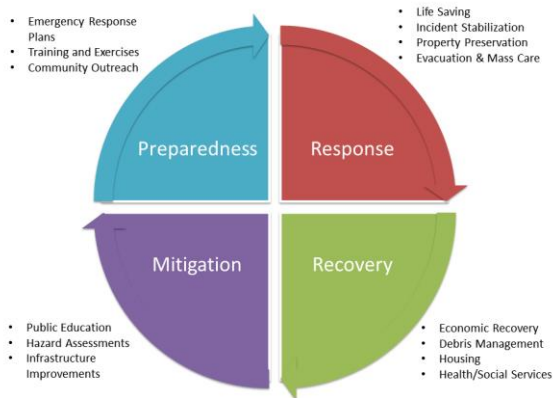 • Emergency Response
Plans
• Training and Exercises
• Community Outreach
• Life Saving
• Incident Stabilization
• Property Preservation
• Evacuation & Mass Care
Preparedness
Response
Mitigation
Recovery
• Public Education
• Hazard Assessments
• Infrastructure
Improvements
• Economic Recovery
• Debris Management
• Housing
• Health/Social Services